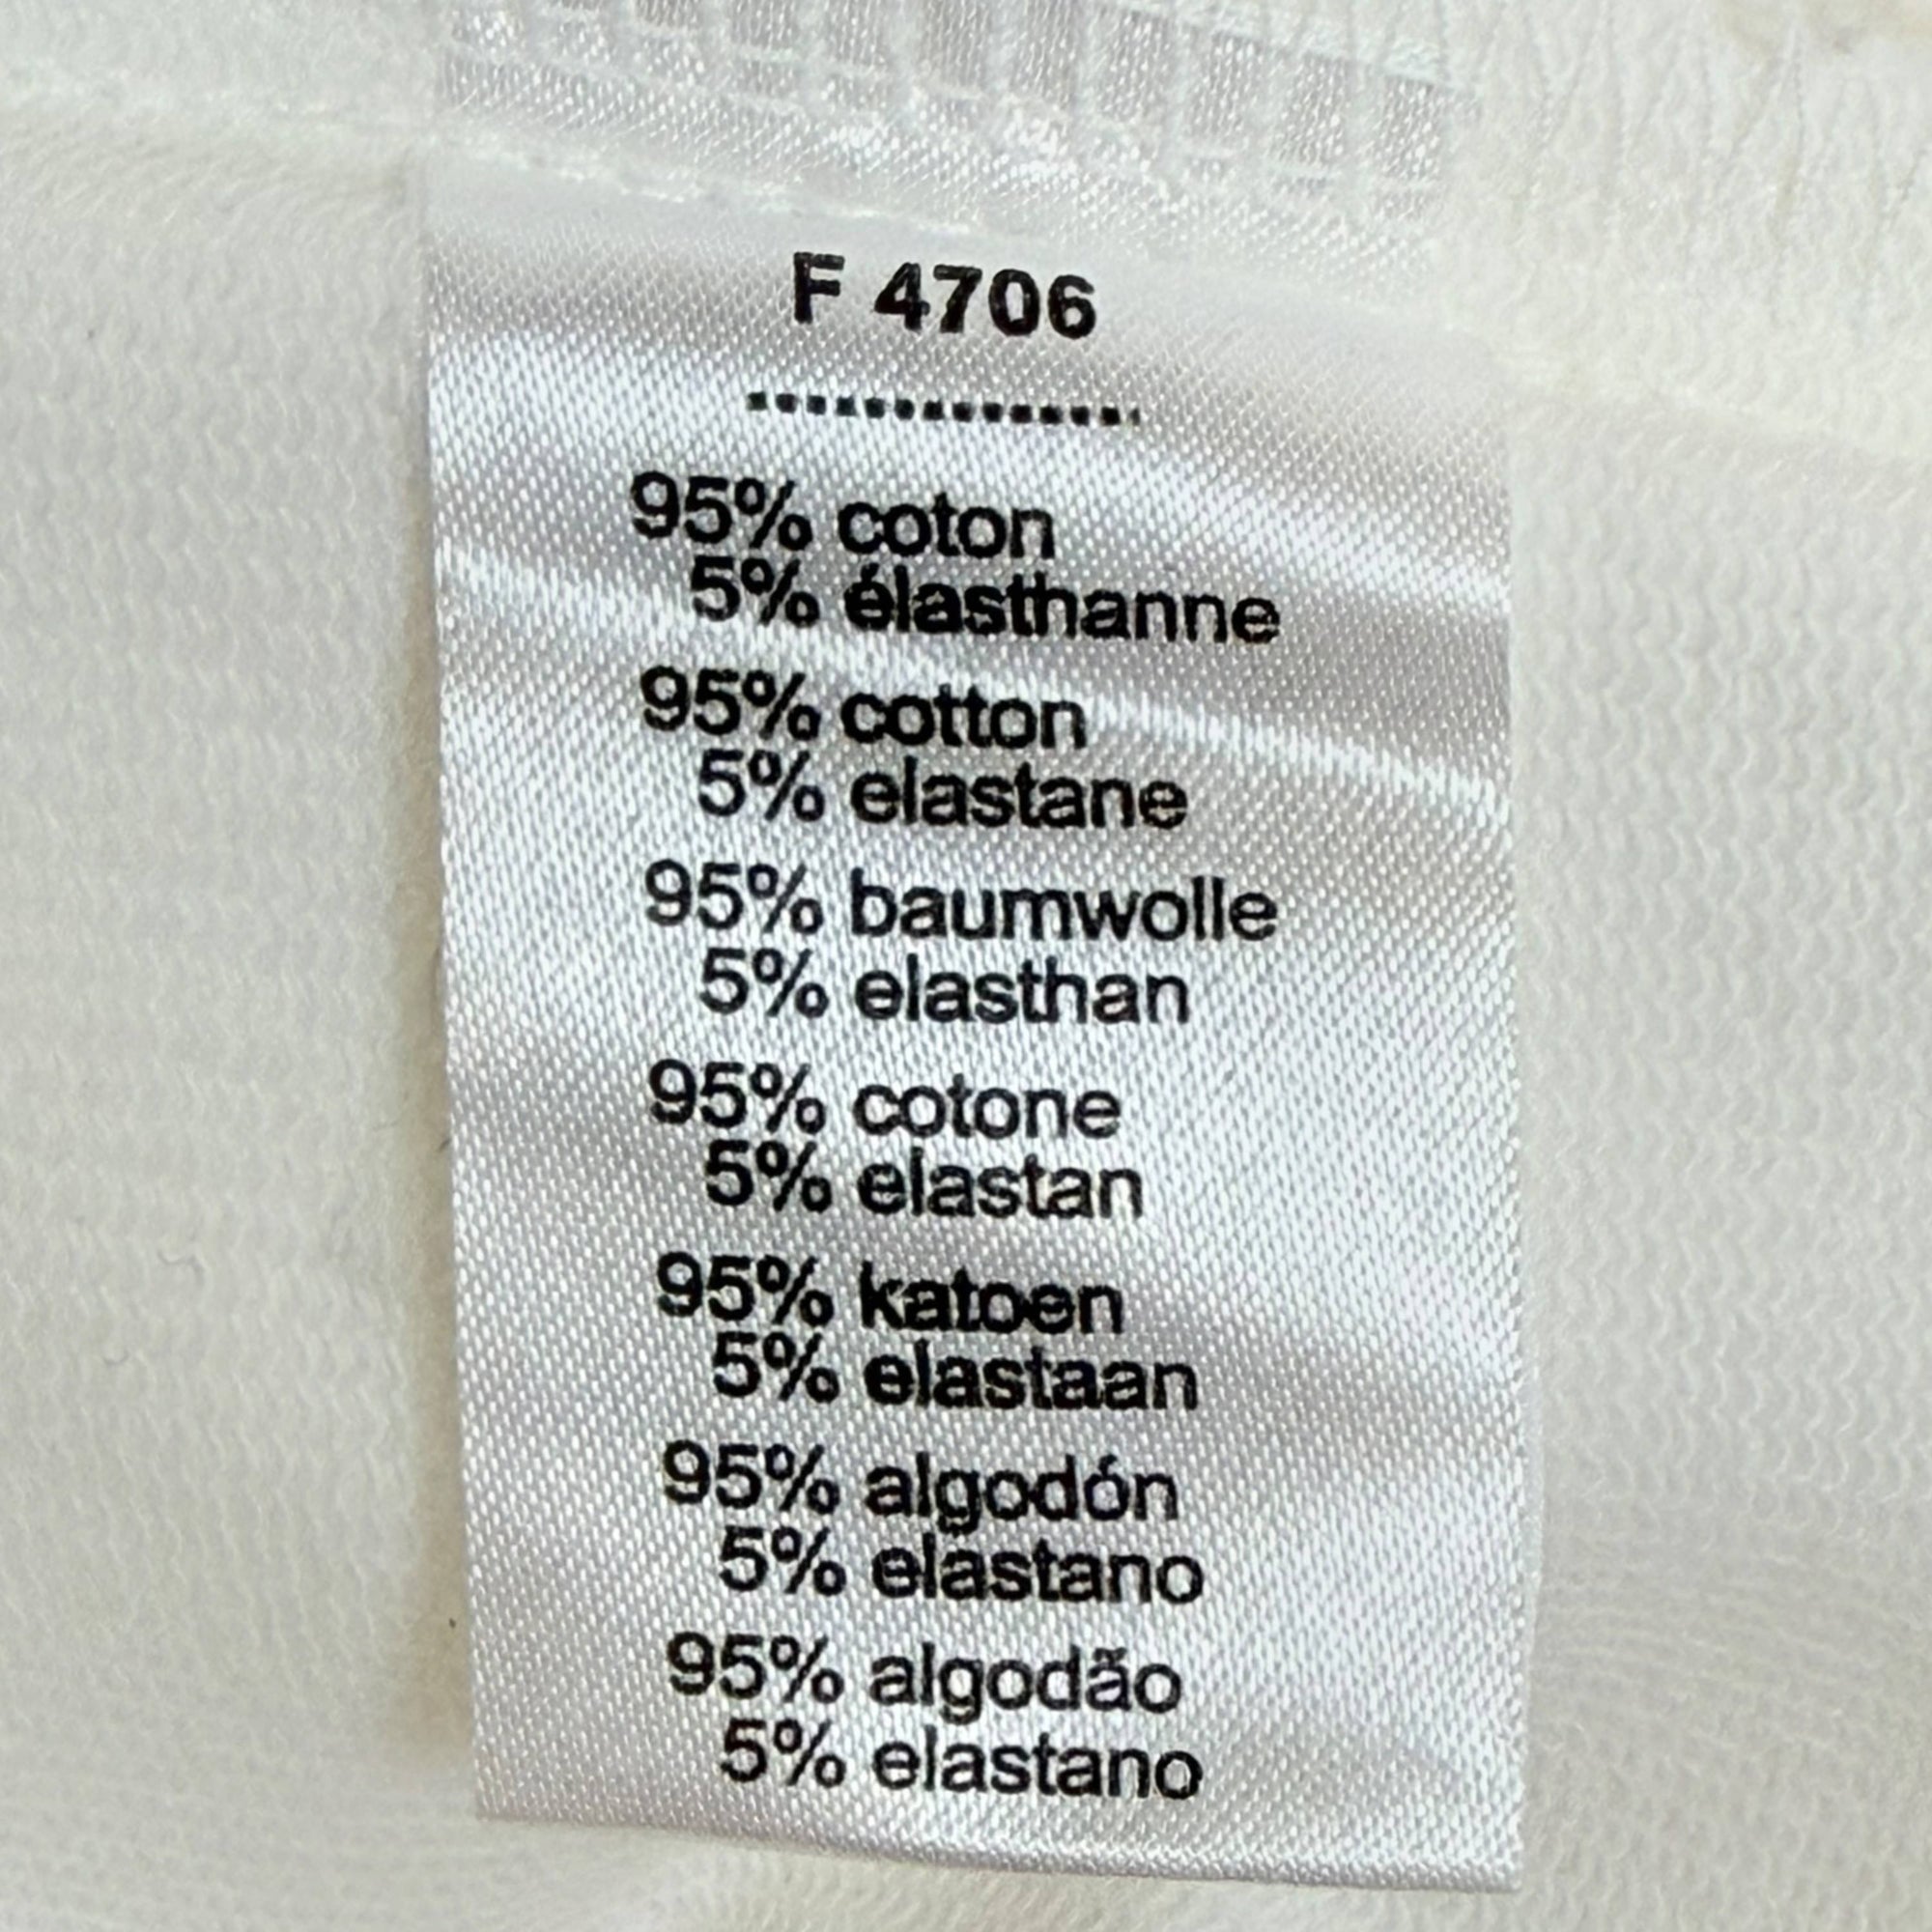 F 4706
95% coton
5% élasthanne
95% cotton
5% elastane
95% baumwolle
5% elasthan
95% cotone
5% elastan
95% katoen
5% elastaan
95% algodón
5% elastano
95% algodão
5% elastano